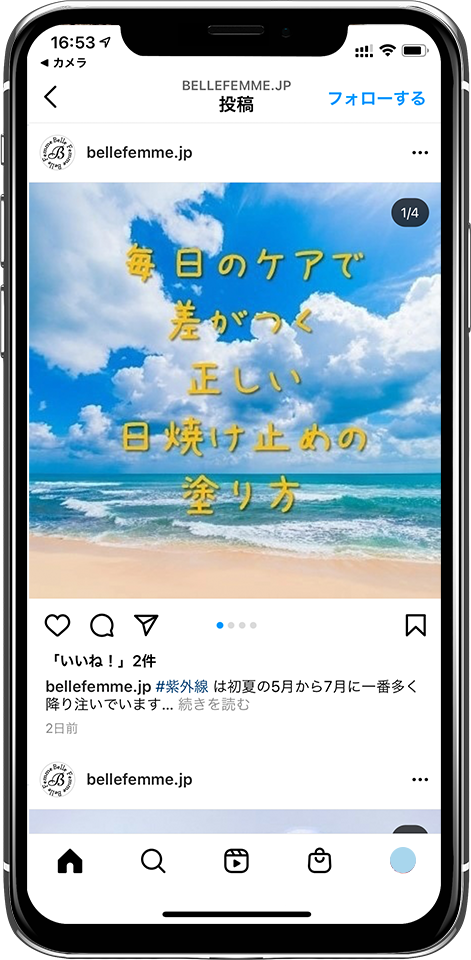 16:53
◀ カメラ
BELLEFEMME.JP
投稿
フォローする
bellefemme.jp
1/4
毎日のケアで
差がつく
正しい
日焼け止めの
塗り方
「いいね！」2件
bellefemme.jp #紫外線 は初夏の5月から7月に一番多く
降り注いでいます... 続きを読む
2日前
bellefemme.jp